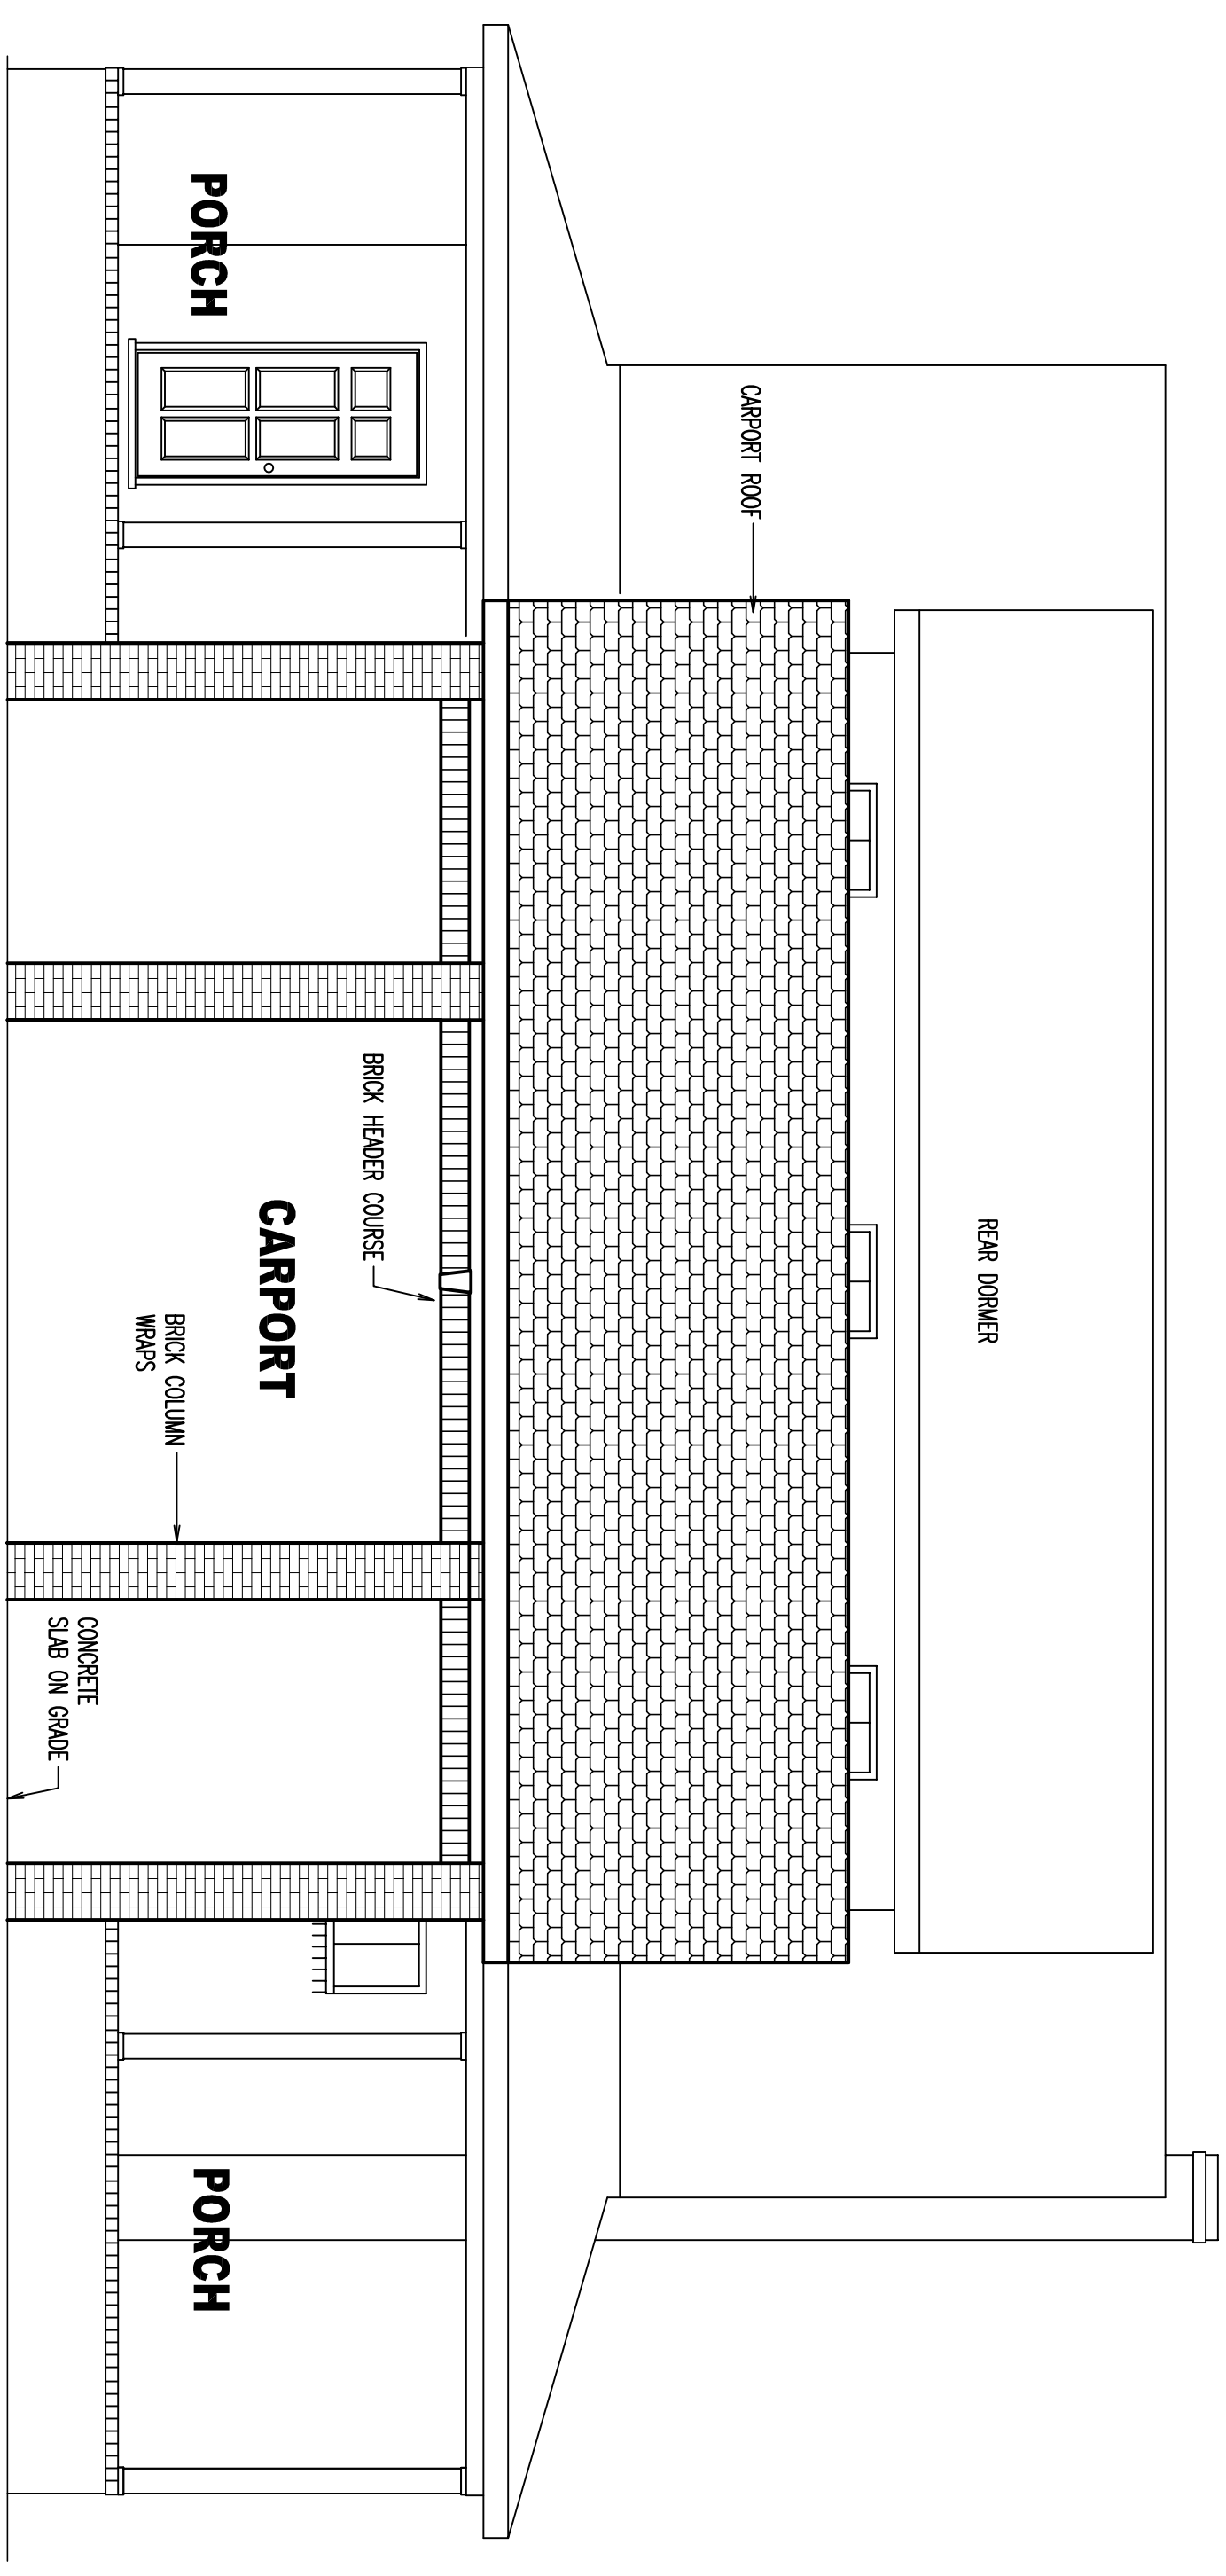 REAR DORMER
CARPORT ROOF
BRICK HEADER COURSE
CARPORT
PORCH
PORCH
BRICK COLUMN
WRAPS
CONCRETE
SLAB ON GRADE